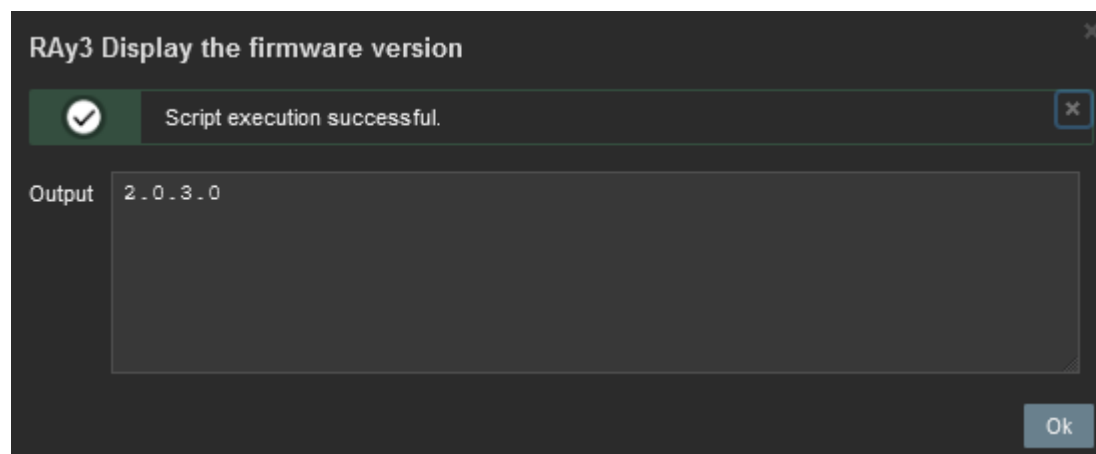 RAy3 Display the firmware version
Script execution successful.
Output
2.0.3.0
Ok